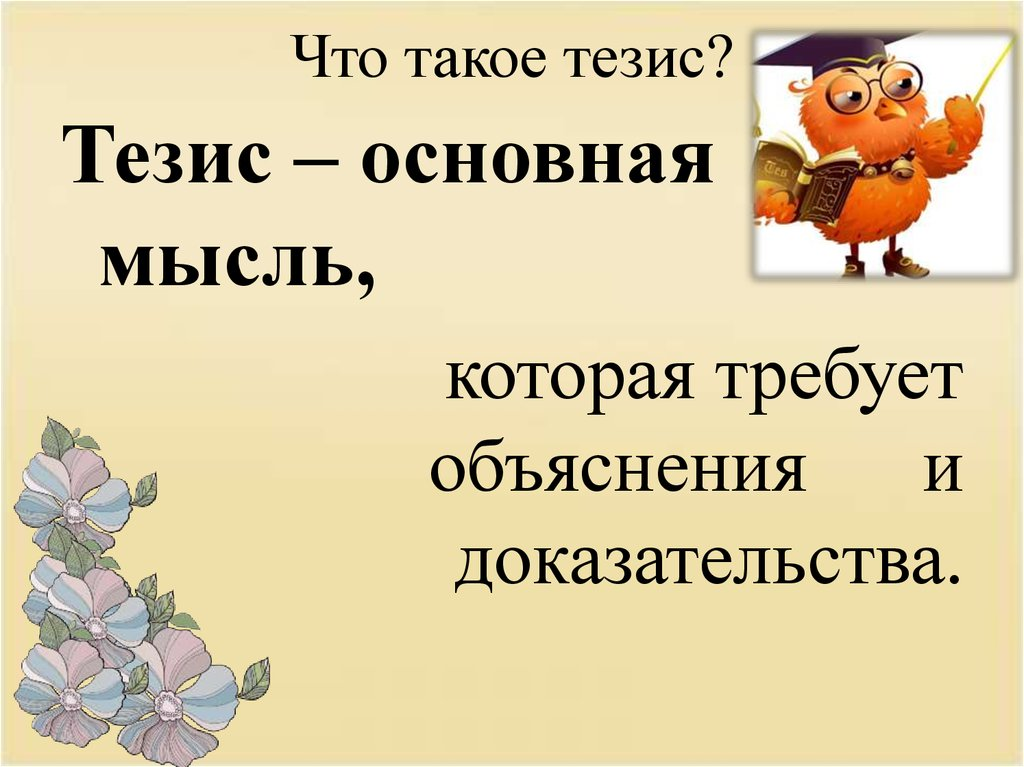 Что такое тезис?
Тезис – основная
мысль,
которая требует
объяснения и
доказательства.